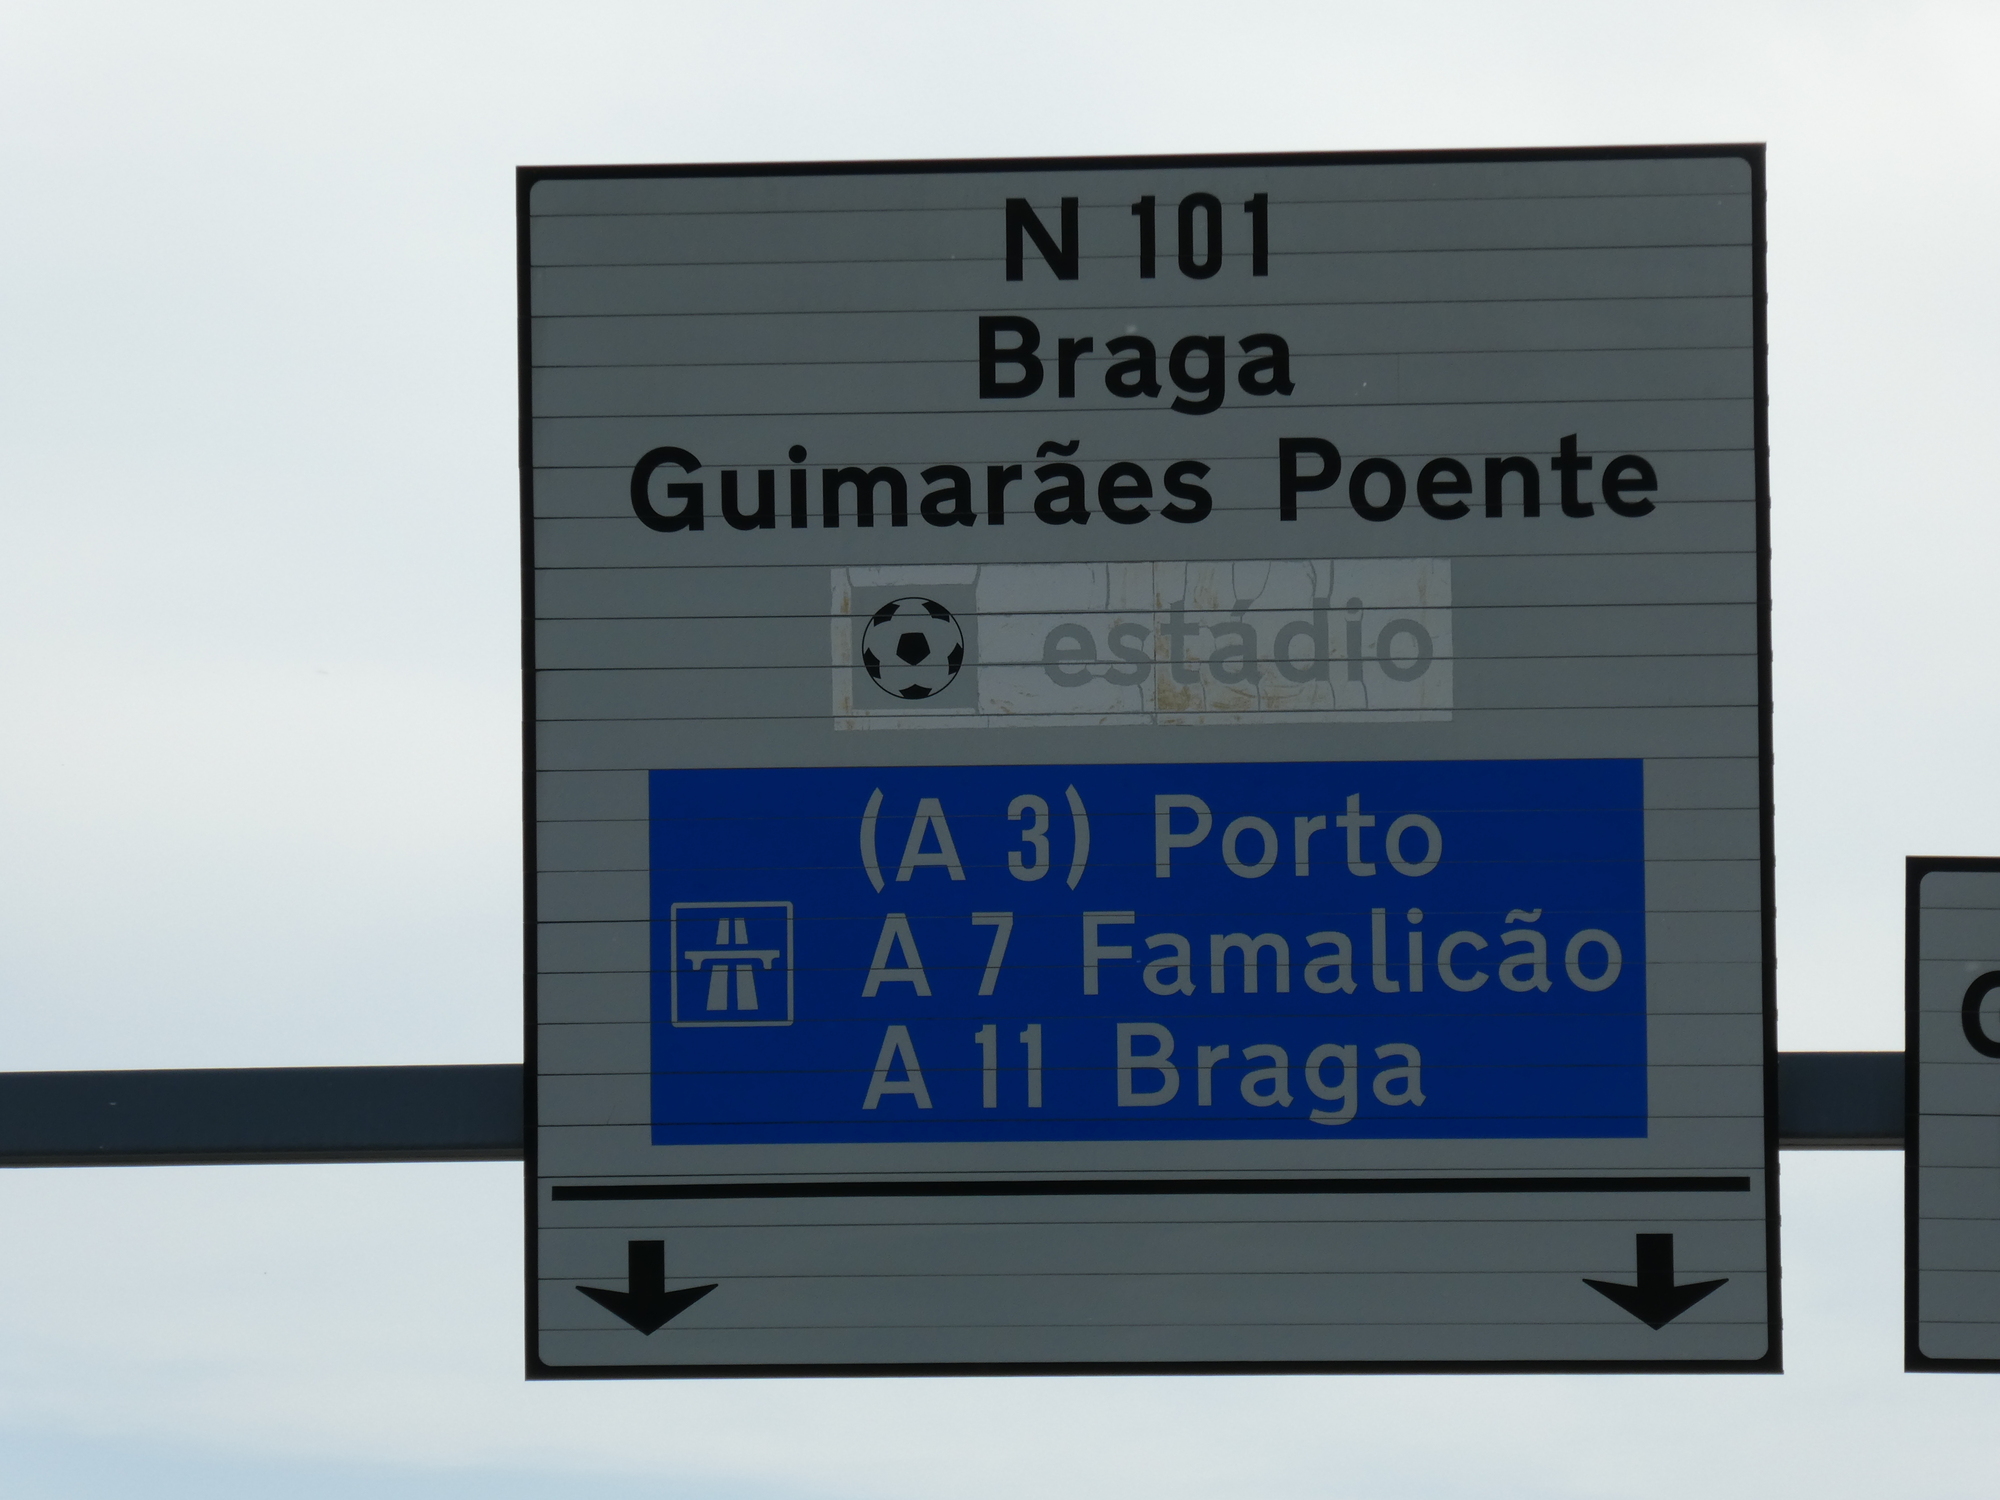 N 101
Braga
Guimarães Poente
estádio
(A 3) Porto
A 7 Famalicão
A 11 Braga